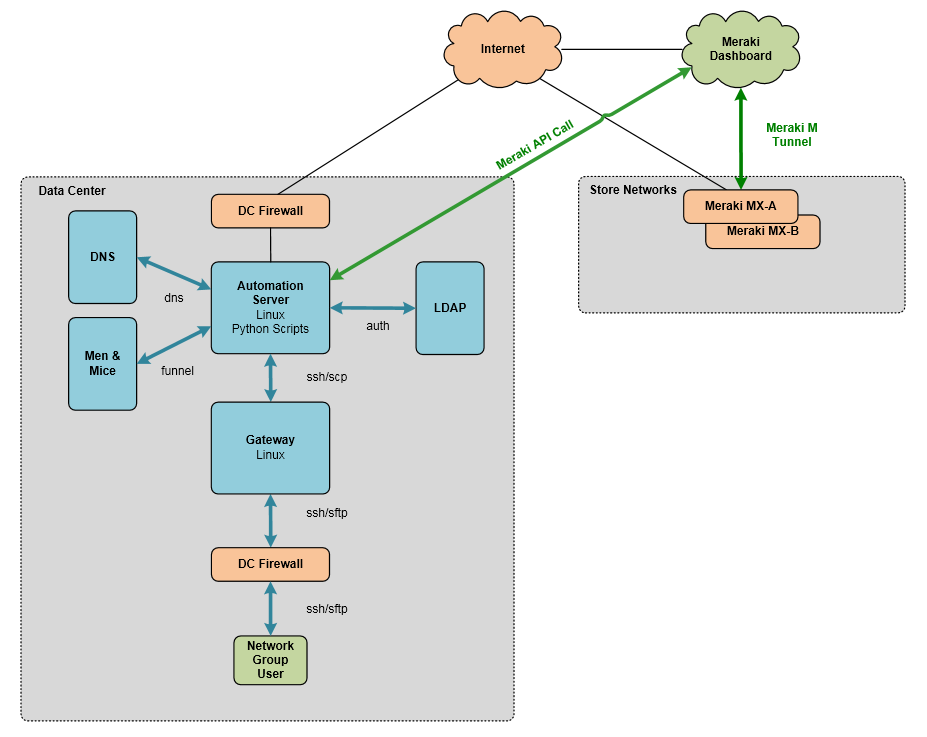 Internet
Meraki
Dashboard
Meraki API Call
Meraki M
Tunnel
Data Center
Store Networks
DC Firewall
Meraki MX-A
Meraki MX-B
DNS
dns
Automation
Server
Linux
Python Scripts
LDAP
auth
Men &
Mice
funnel
ssh/scp
Gateway
Linux
ssh/sftp
DC Firewall
ssh/sftp
Network
Group
User